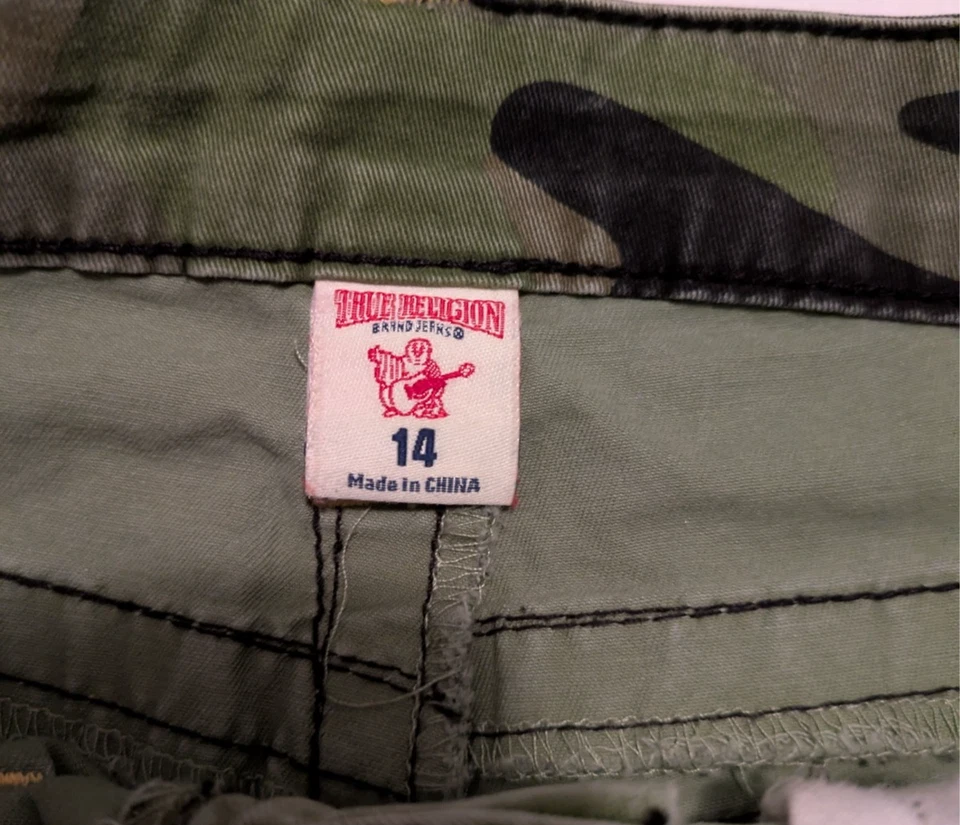 TRUE RELIGION
BRAND JEANS®
14
Made in CHINA